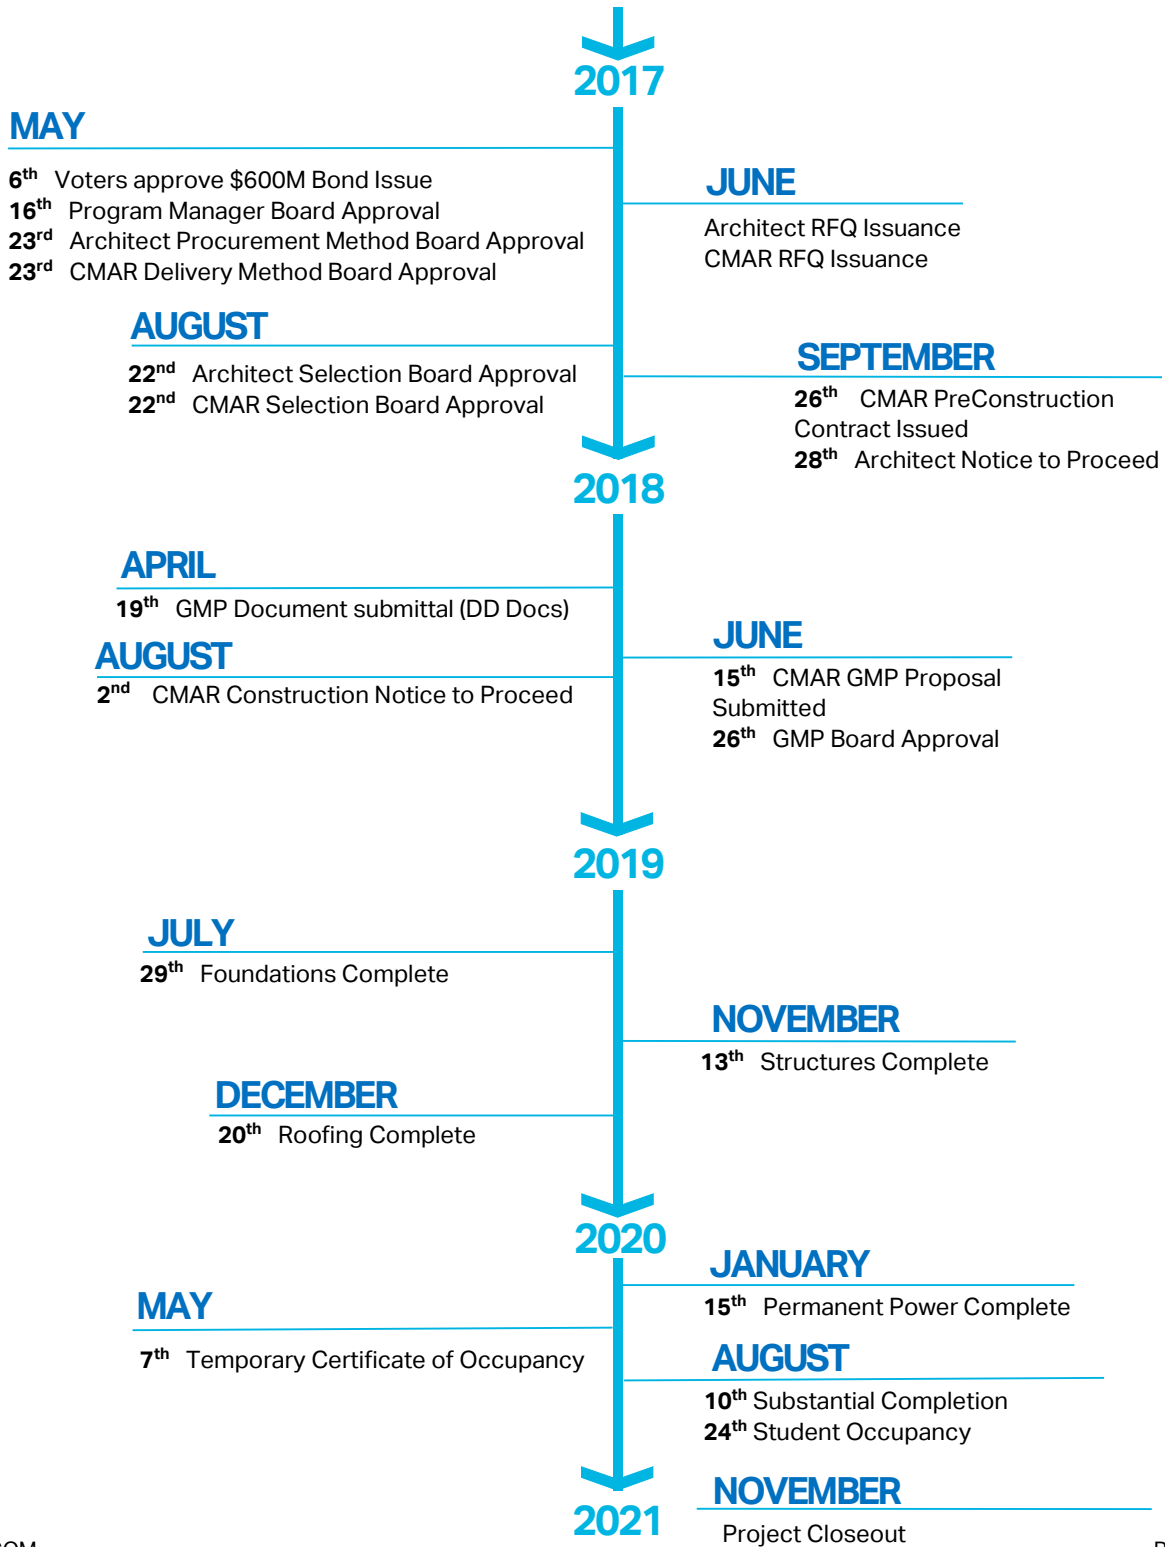 2017
MAY
6th Voters approve $600M Bond Issue
16th Program Manager Board Approval
23rd Architect Procurement Method Board Approval
23rd CMAR Delivery Method Board Approval
JUNE
Architect RFQ Issuance
CMAR RFQ Issuance
AUGUST
22nd Architect Selection Board Approval
22nd CMAR Selection Board Approval
SEPTEMBER
26th CMAR PreConstruction
Contract Issued
28th Architect Notice to Proceed
2018
APRIL
19th GMP Document submittal (DD Docs)
JUNE
15th CMAR GMP Proposal
Submitted
26th GMP Board Approval
AUGUST
2nd CMAR Construction Notice to Proceed
2019
JULY
29th Foundations Complete
NOVEMBER
13th Structures Complete
DECEMBER
20th Roofing Complete
2020
JANUARY
15th Permanent Power Complete
MAY
7th Temporary Certificate of Occupancy
AUGUST
10th Substantial Completion
24th Student Occupancy
NOVEMBER
Project Closeout
2021